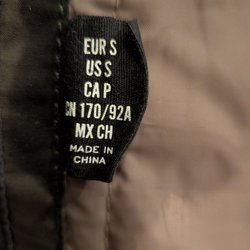 EUR S
US S
CA P
CN 170/92A
MX CH
MADE IN
CHINA